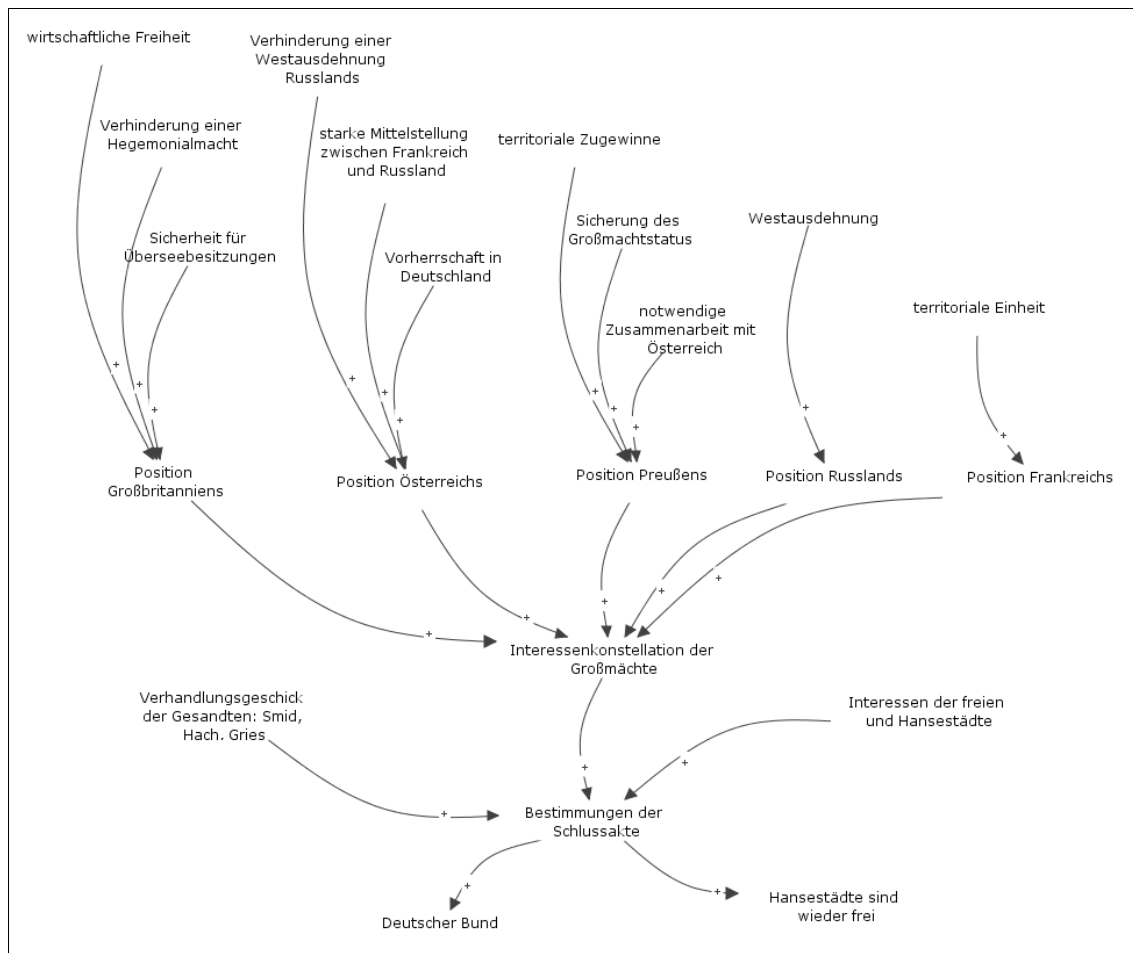 wirtschaftliche Freiheit
Verhinderung einer
Westausdehnung
Russlands
Verhinderung einer
Hegemonialmacht
starke Mittelstellung
zwischen Frankreich
und Russland
territoriale Zugewinne
Sicherheit für
Überseebesitzungen
Vorherrschaft in
Deutschland
Sicherung des
Großmachtstatus
Westausdehnung
notwendige
Zusammenarbeit mit
Österreich
territoriale Einheit
+
+
+
+
+
+
+
+
+
+
+
Position
Großbritanniens
Position Österreichs
Position Preußens
Position Russlands
Position Frankreichs
+
+
+
+
+
Interessenkonstellation der
Großmächte
Verhandlungsgeschick
der Gesandten: Smid,
Hach. Gries
Interessen der freien
und Hansestädte
+
+
+
Bestimmungen der
Schlussakte
+
+
Deutscher Bund
Hansestädte sind
wieder frei